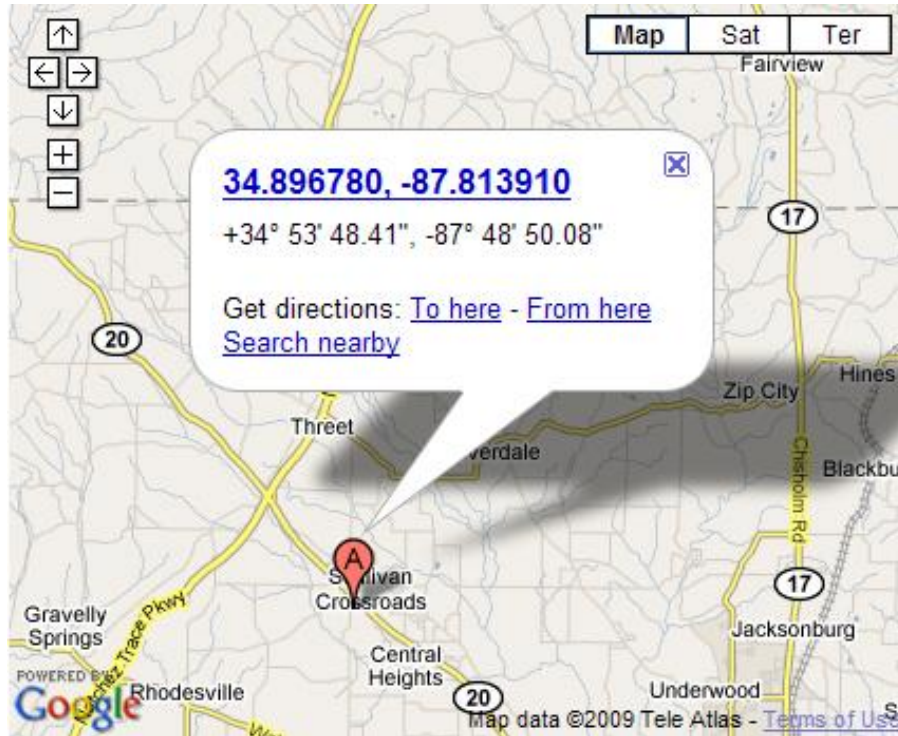 Map Sat Ter
Fairview
34.896780, -87.813910
+34° 53' 48.41", -87° 48' 50.08"
17
Get directions: To here - From here
Search nearby
20
Hines
Zip City
Threet
verdale
Chisholm Rd
Blackbu
A
Crossroads
17
Gravelly
Springs
Natchez Trace Pkwy
Jacksonburg
Central
Heights
POWERED BY
Google
Rhodesville
Underwood
20
Map data ©2009 Tele Atlas - Terms of Use